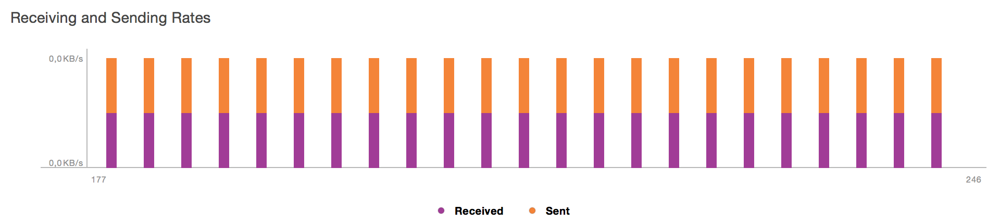 Receiving and Sending Rates
0,0KB/s
0,0KB/s
177 246
Received Sent